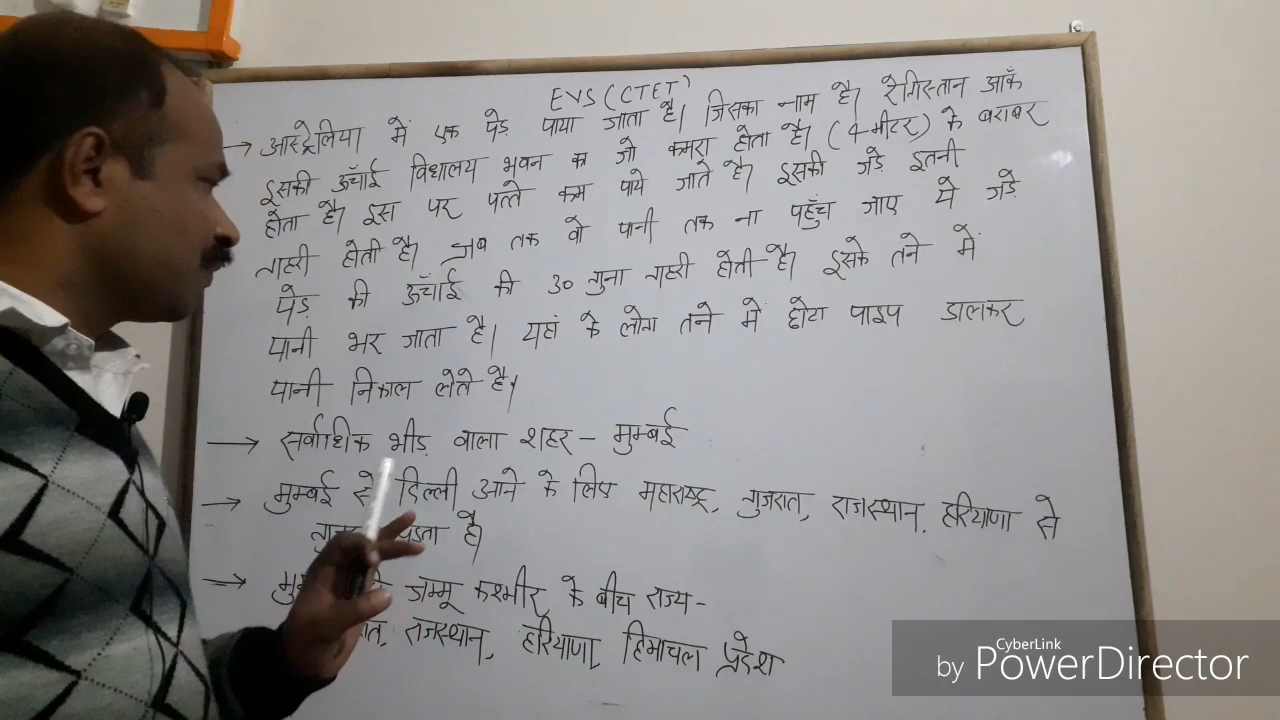 EVS (CTET)
→ आस्ट्रेलिया में एक पेड़ पाया जाता है। जिसका नाम है। रेगिस्तान ऑक
इसकी ऊँचाई विद्यालय भवन का जो कमरा होता है। (4 मीटर) के बराबर
होता है। इस पर पत्ते कम पाये जाते है। इसकी जड़े इतनी
गहरी होती है। जब तक वो पानी तक ना पहुँच जाए ये जड़े
पेड़ की ऊँचाई की 30 गुना गहरी होती है। इसके तने में
पानी भर जाता है। यहां के लोग तने में छोटा पाइप डालकर
पानी निकाल लेते है।
→ सर्वाधिक भीड़ वाला शहर – मुम्बई
→ मुम्बई से दिल्ली आने के लिए महाराष्ट्र, गुजरात, राजस्थान, हरियाणा से
है।
→ जम्मू कश्मीर के बीच राज्य –
राजस्थान, हरियाणा, हिमाचल प्रदेश
CyberLink
by PowerDirector